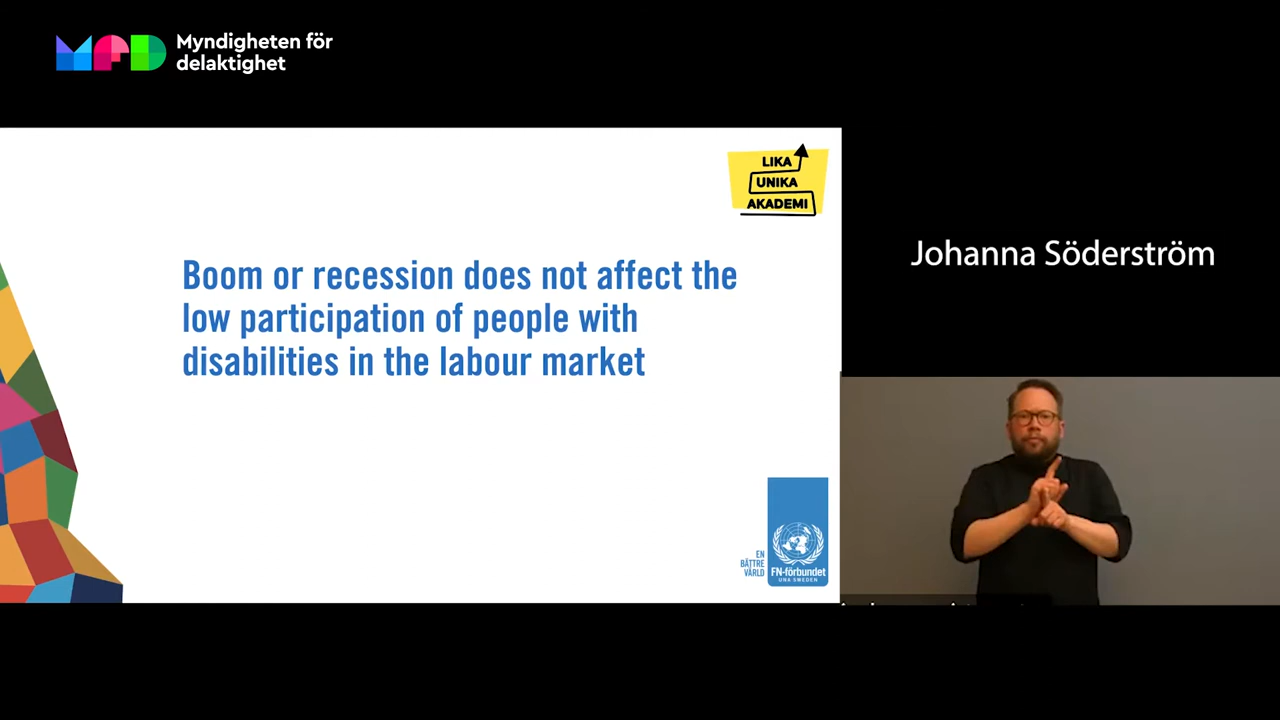 MFD
Myndigheten för
delaktighet
LIKA
UNIKA
AKADEMI
Johanna Söderström
Boom or recession does not affect the
low participation of people with
disabilities in the labour market
EN
BÄTTRE
VÄRLD
FN-förbundet
UNA SWEDEN